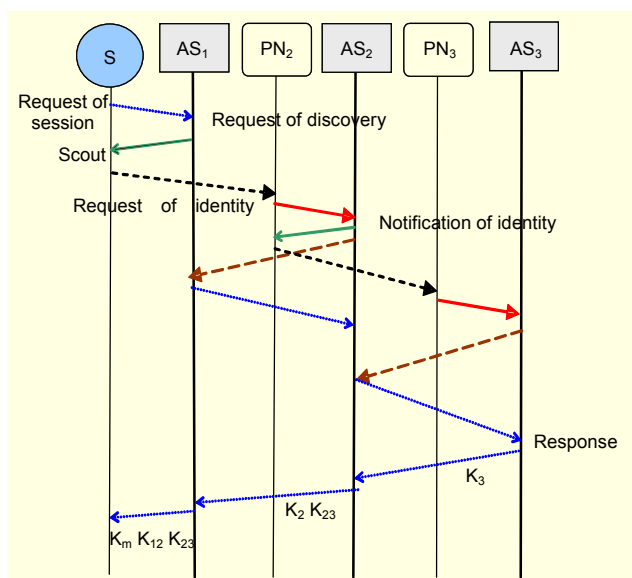 S
AS1
PN2
AS2
PN3
AS3
Request of
session
Request of discovery
Scout
Request of identity
Notification of identity
Response
K3
K2 K23
Km K12 K23